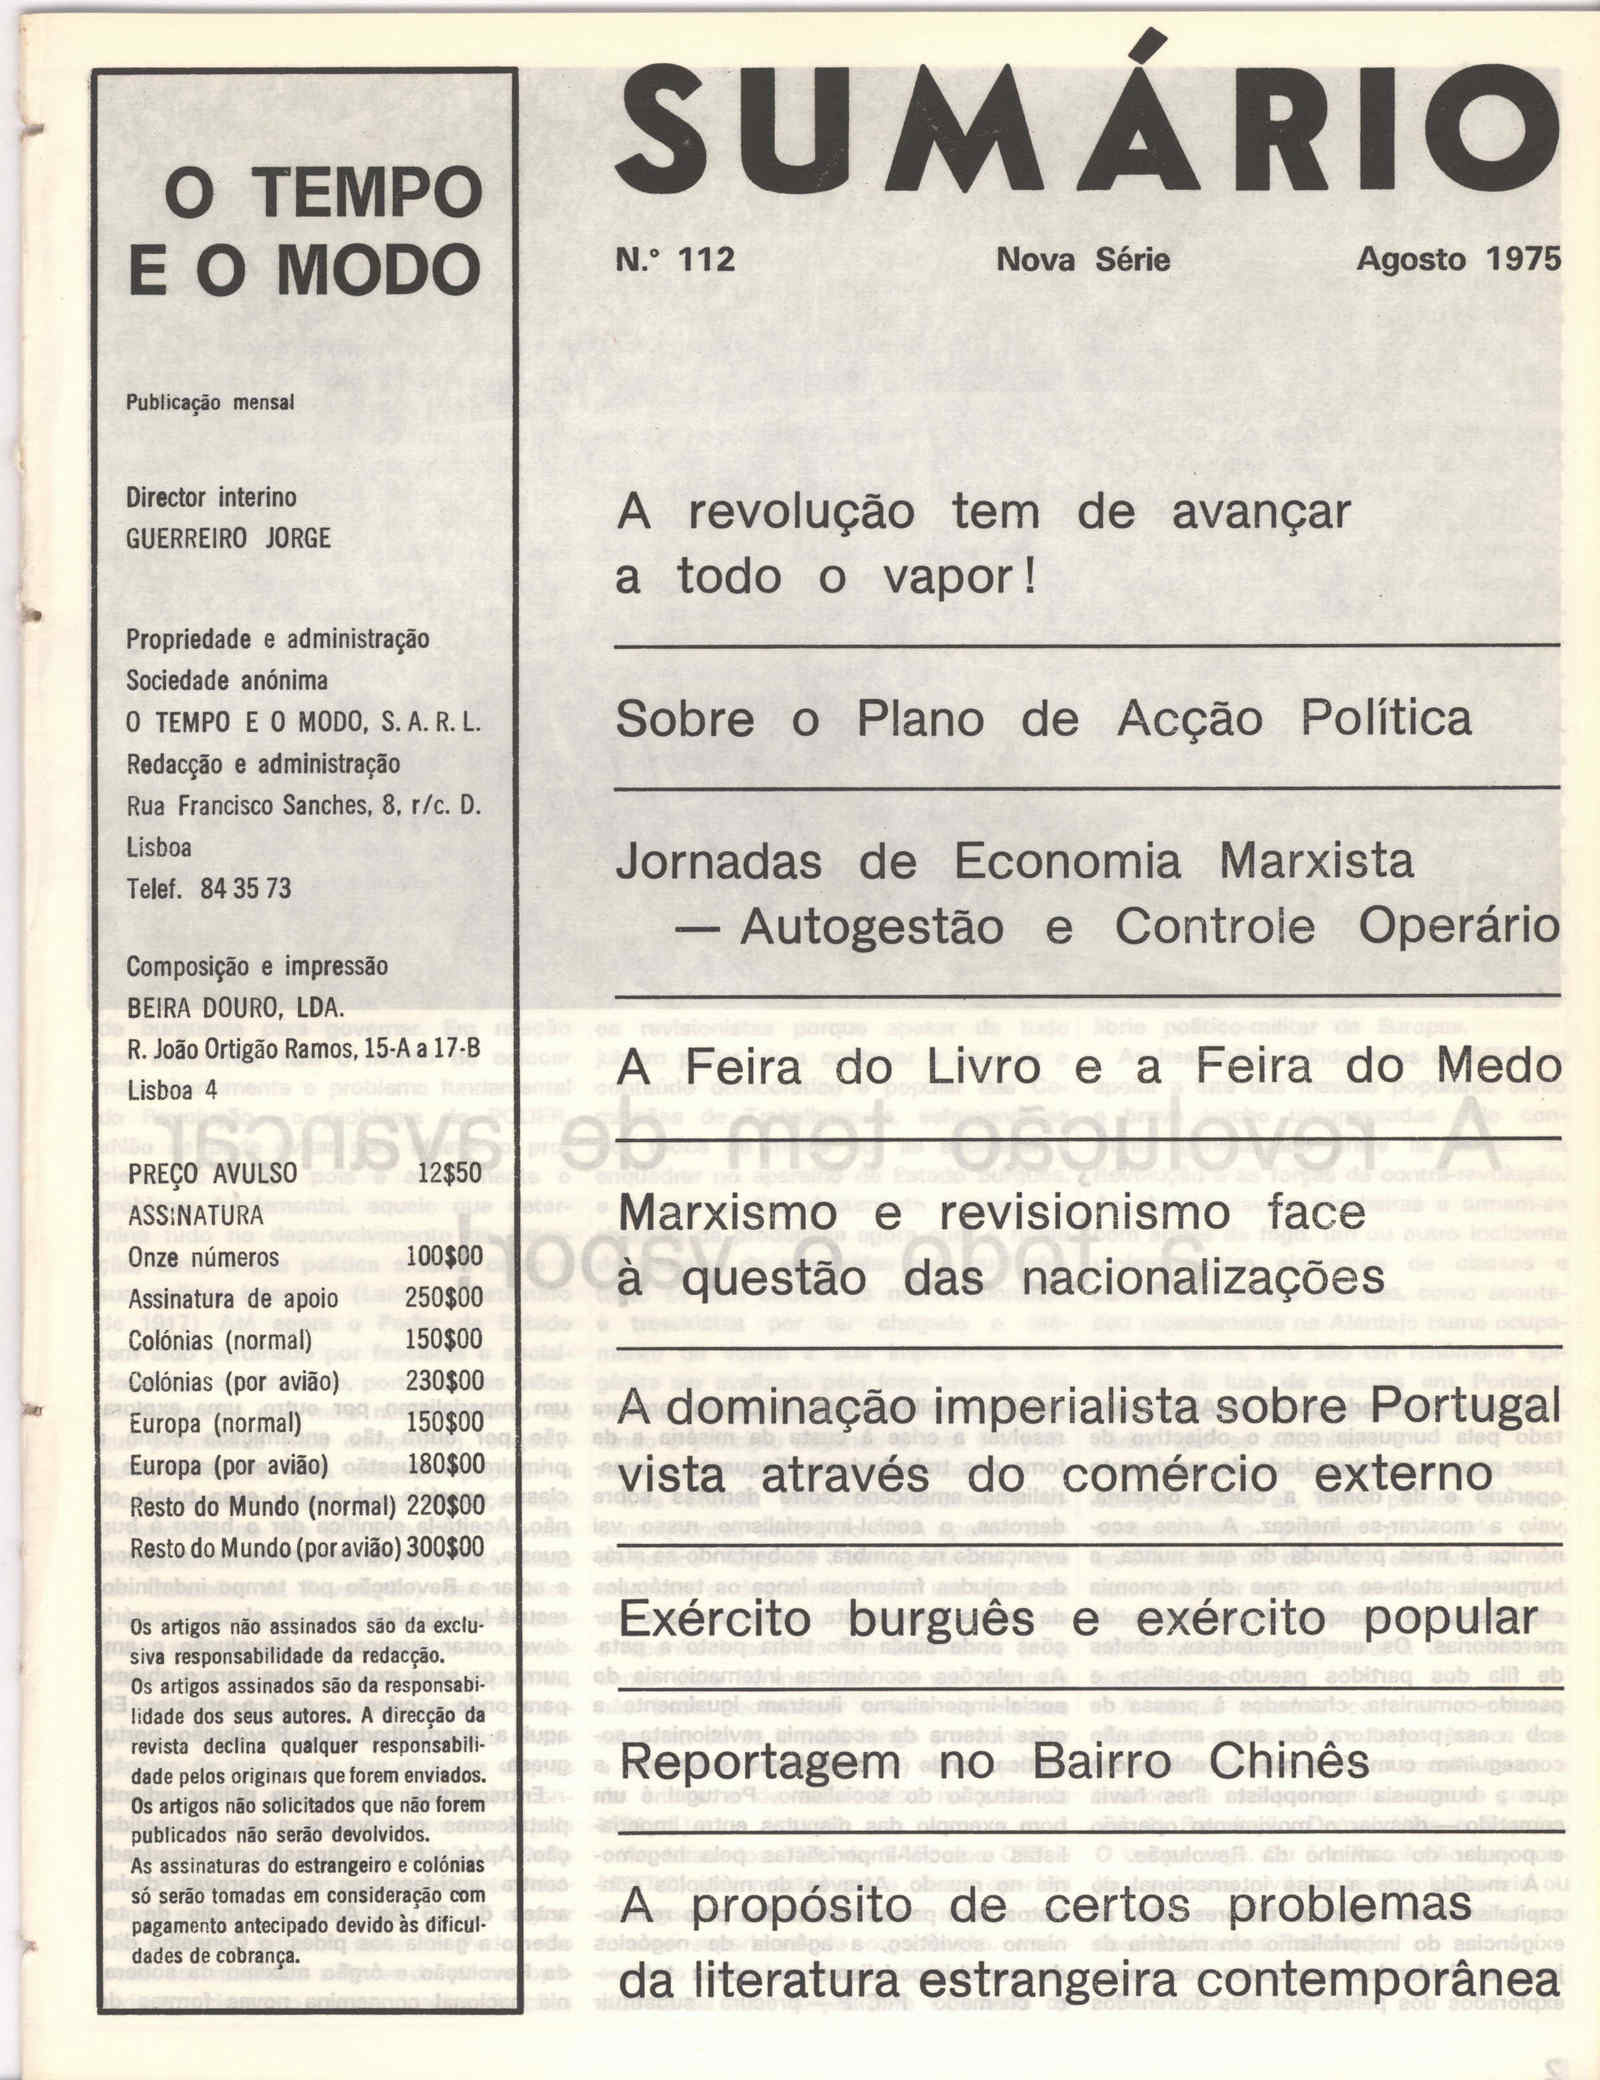 O TEMPO
E O MODO
Publicação mensal
Director interino
GUERREIRO JORGE
Propriedade e administração
Sociedade anónima
O TEMPO E O MODO, S. A. R. L.
Redacção e administração
Rua Francisco Sanches, 8, r/c. D.
Lisboa
Telef. 84 35 73
Composição e impressão
BEIRA DOURO, LDA.
R. João Ortigão Ramos, 15-A a 17-B
Lisboa 4
PREÇO AVULSO 12$50
ASSINATURA
Onze números 100$00
Assinatura de apoio 250$00
Colónias (normal) 150$00
Colónias (por avião) 230$00
Europa (normal) 150$00
Europa (por avião) 180$00
Resto do Mundo (normal) 220$00
Resto do Mundo (por avião) 300$00
Os artigos não assinados são da exclu-
siva responsabilidade da redacção.
Os artigos assinados são da responsabi-
lidade dos seus autores. A direcção da
revista declina qualquer responsabili-
dade pelos originais que forem enviados.
Os artigos não solicitados que não forem
publicados não serão devolvidos.
As assinaturas do estrangeiro e colónias
só serão tomadas em consideração com
pagamento antecipado devido às dificul-
dades de cobrança.
SUMÁRIO
N.º 112 Nova Série Agosto 1975
A revolução tem de avançar
a todo o vapor!
Sobre o Plano de Acção Política
Jornadas de Economia Marxista
— Autogestão e Controle Operário
A Feira do Livro e a Feira do Medo
Marxismo e revisionismo face
à questão das nacionalizações
A dominação imperialista sobre Portugal
vista através do comércio externo
Exército burguês e exército popular
Reportagem no Bairro Chinês
A propósito de certos problemas
da literatura estrangeira contemporânea